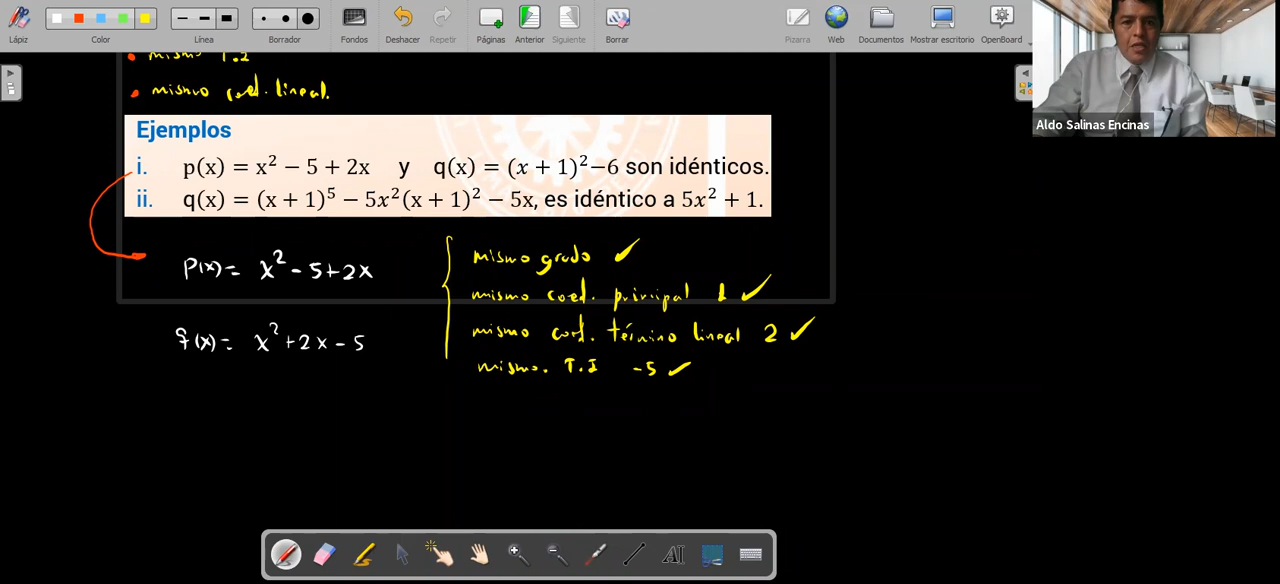 Lápiz Color Línea Borrador Fondos Deshacer Repetir Páginas Anterior Siguiente Borrar Pizarra Web Documentos Mostrar escritorio OpenBoard
mismo T.I
mismo coef. lineal.
Aldo Salinas Encinas
Ejemplos
i. p(x) = x² − 5 + 2x y q(x) = (x + 1)²−6 son idénticos.
ii. q(x) = (x + 1)⁵ − 5x²(x + 1)² − 5x, es idéntico a 5x² + 1.
P(x) = x² - 5 + 2x
q(x) = x² + 2x - 5
mismo grado ✓
mismo coef. principal 1 ✓
mismo coef. término lineal 2 ✓
mismo. T.I -5 ✓
AI